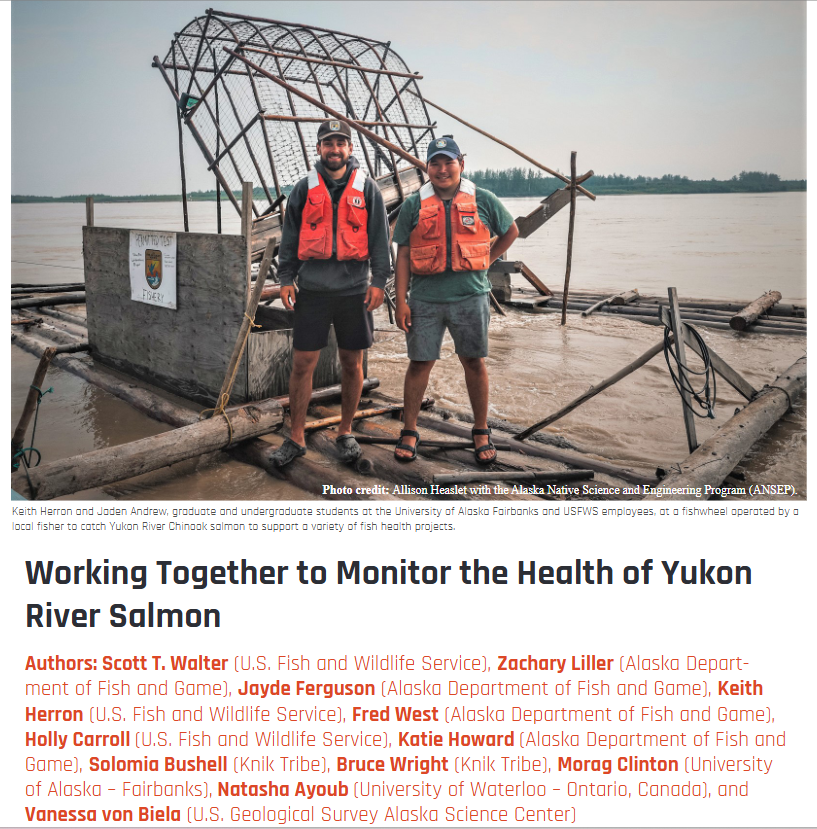 PERMITTED TEST
FISHERY
Photo credit: Allison Heaslet with the Alaska Native Science and Engineering Program (ANSEP).
Keith Herron and Jaden Andrew, graduate and undergraduate students at the University of Alaska Fairbanks and USFWS employees, at a fishwheel operated by a
local fisher to catch Yukon River Chinook salmon to support a variety of fish health projects.
Working Together to Monitor the Health of Yukon
River Salmon
Authors: Scott T. Walter (U.S. Fish and Wildlife Service), Zachary Liller (Alaska Depart-
ment of Fish and Game), Jayde Ferguson (Alaska Department of Fish and Game), Keith
Herron (U.S. Fish and Wildlife Service), Fred West (Alaska Department of Fish and Game),
Holly Carroll (U.S. Fish and Wildlife Service), Katie Howard (Alaska Department of Fish and
Game), Solomia Bushell (Knik Tribe), Bruce Wright (Knik Tribe), Morag Clinton (University
of Alaska – Fairbanks), Natasha Ayoub (University of Waterloo – Ontario, Canada), and
Vanessa von Biela (U.S. Geological Survey Alaska Science Center)